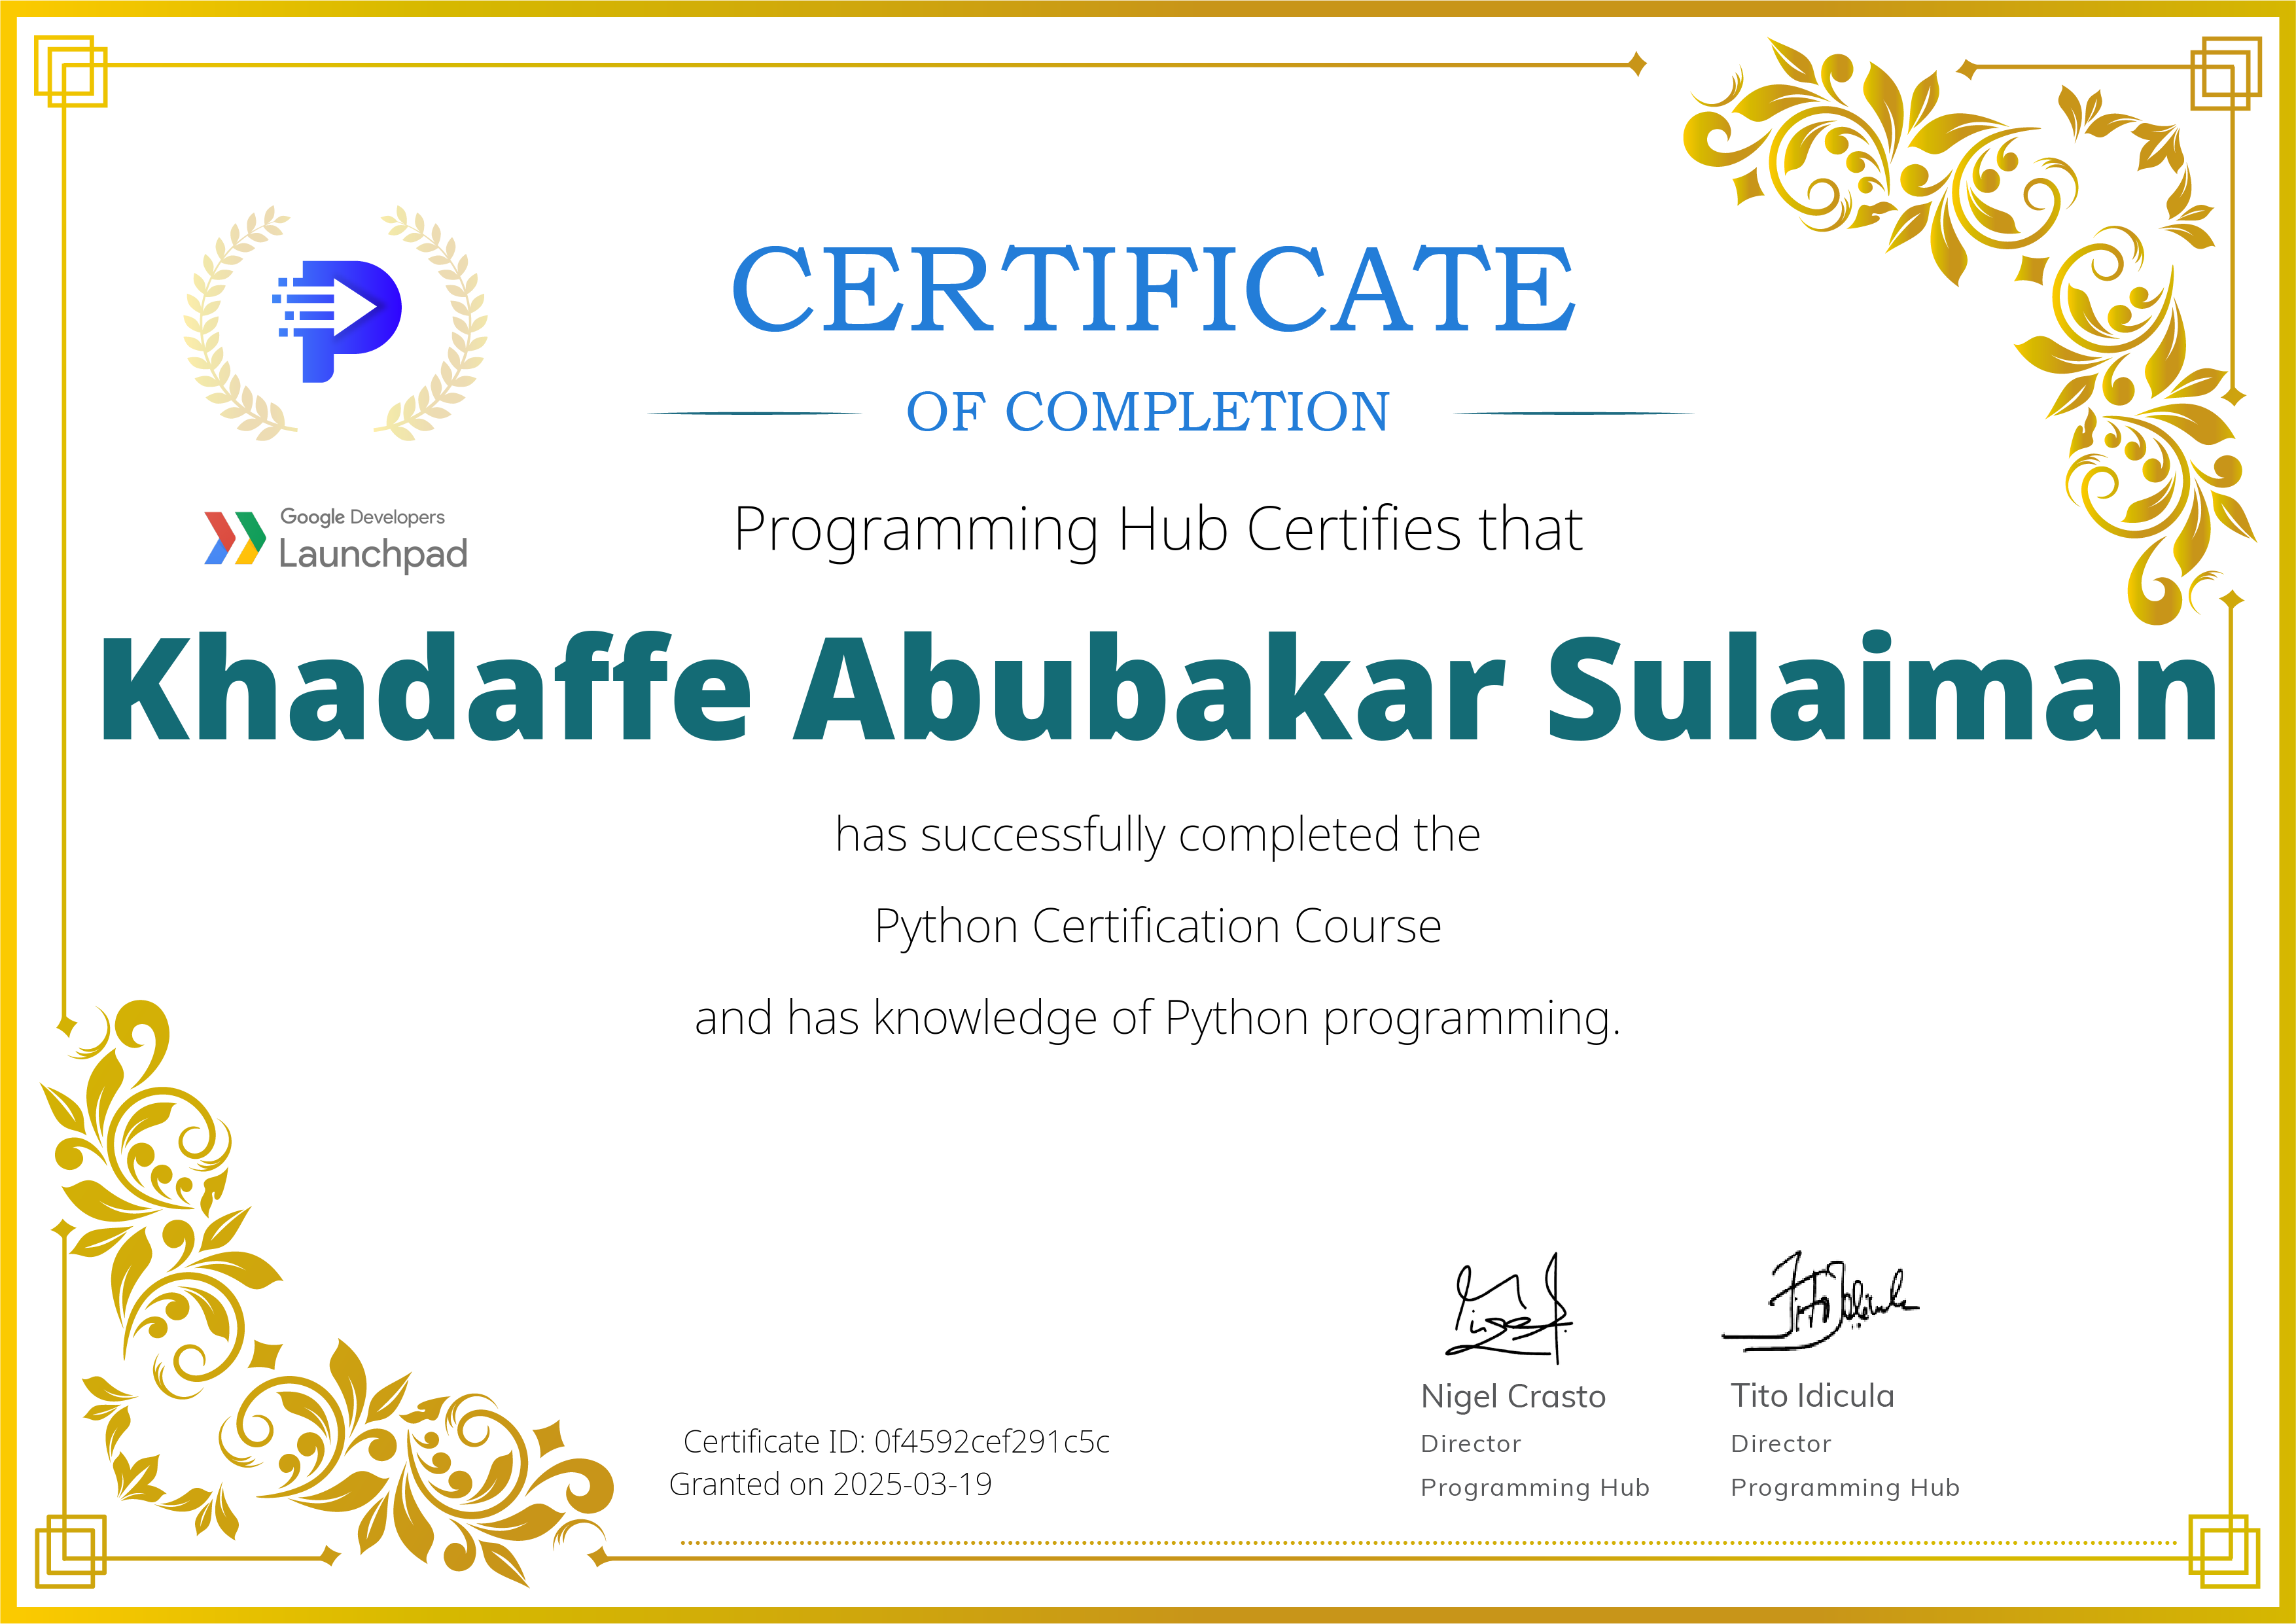 CERTIFICATE
OF COMPLETION
Google Developers
Launchpad
Programming Hub Certifies that
Khadaffe Abubakar Sulaiman
has successfully completed the
Python Certification Course
and has knowledge of Python programming.
Nigel Crasto
Director
Programming Hub
Tito Idicula
Director
Programming Hub
Certificate ID: 0f4592cef291c5c
Granted on 2025-03-19